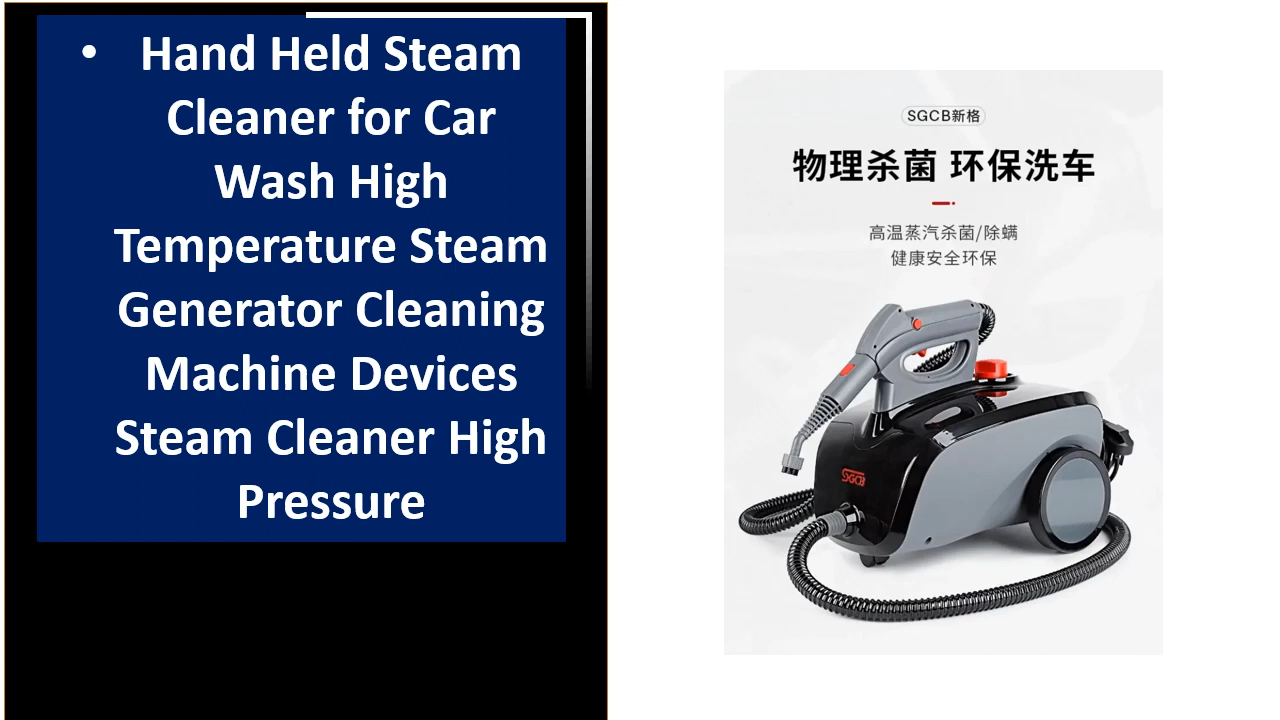 • Hand Held Steam
Cleaner for Car
Wash High
Temperature Steam
Generator Cleaning
Machine Devices
Steam Cleaner High
Pressure
SGCB新格
物理杀菌 环保洗车
高温蒸汽杀菌/除螨
健康安全环保
SGCB